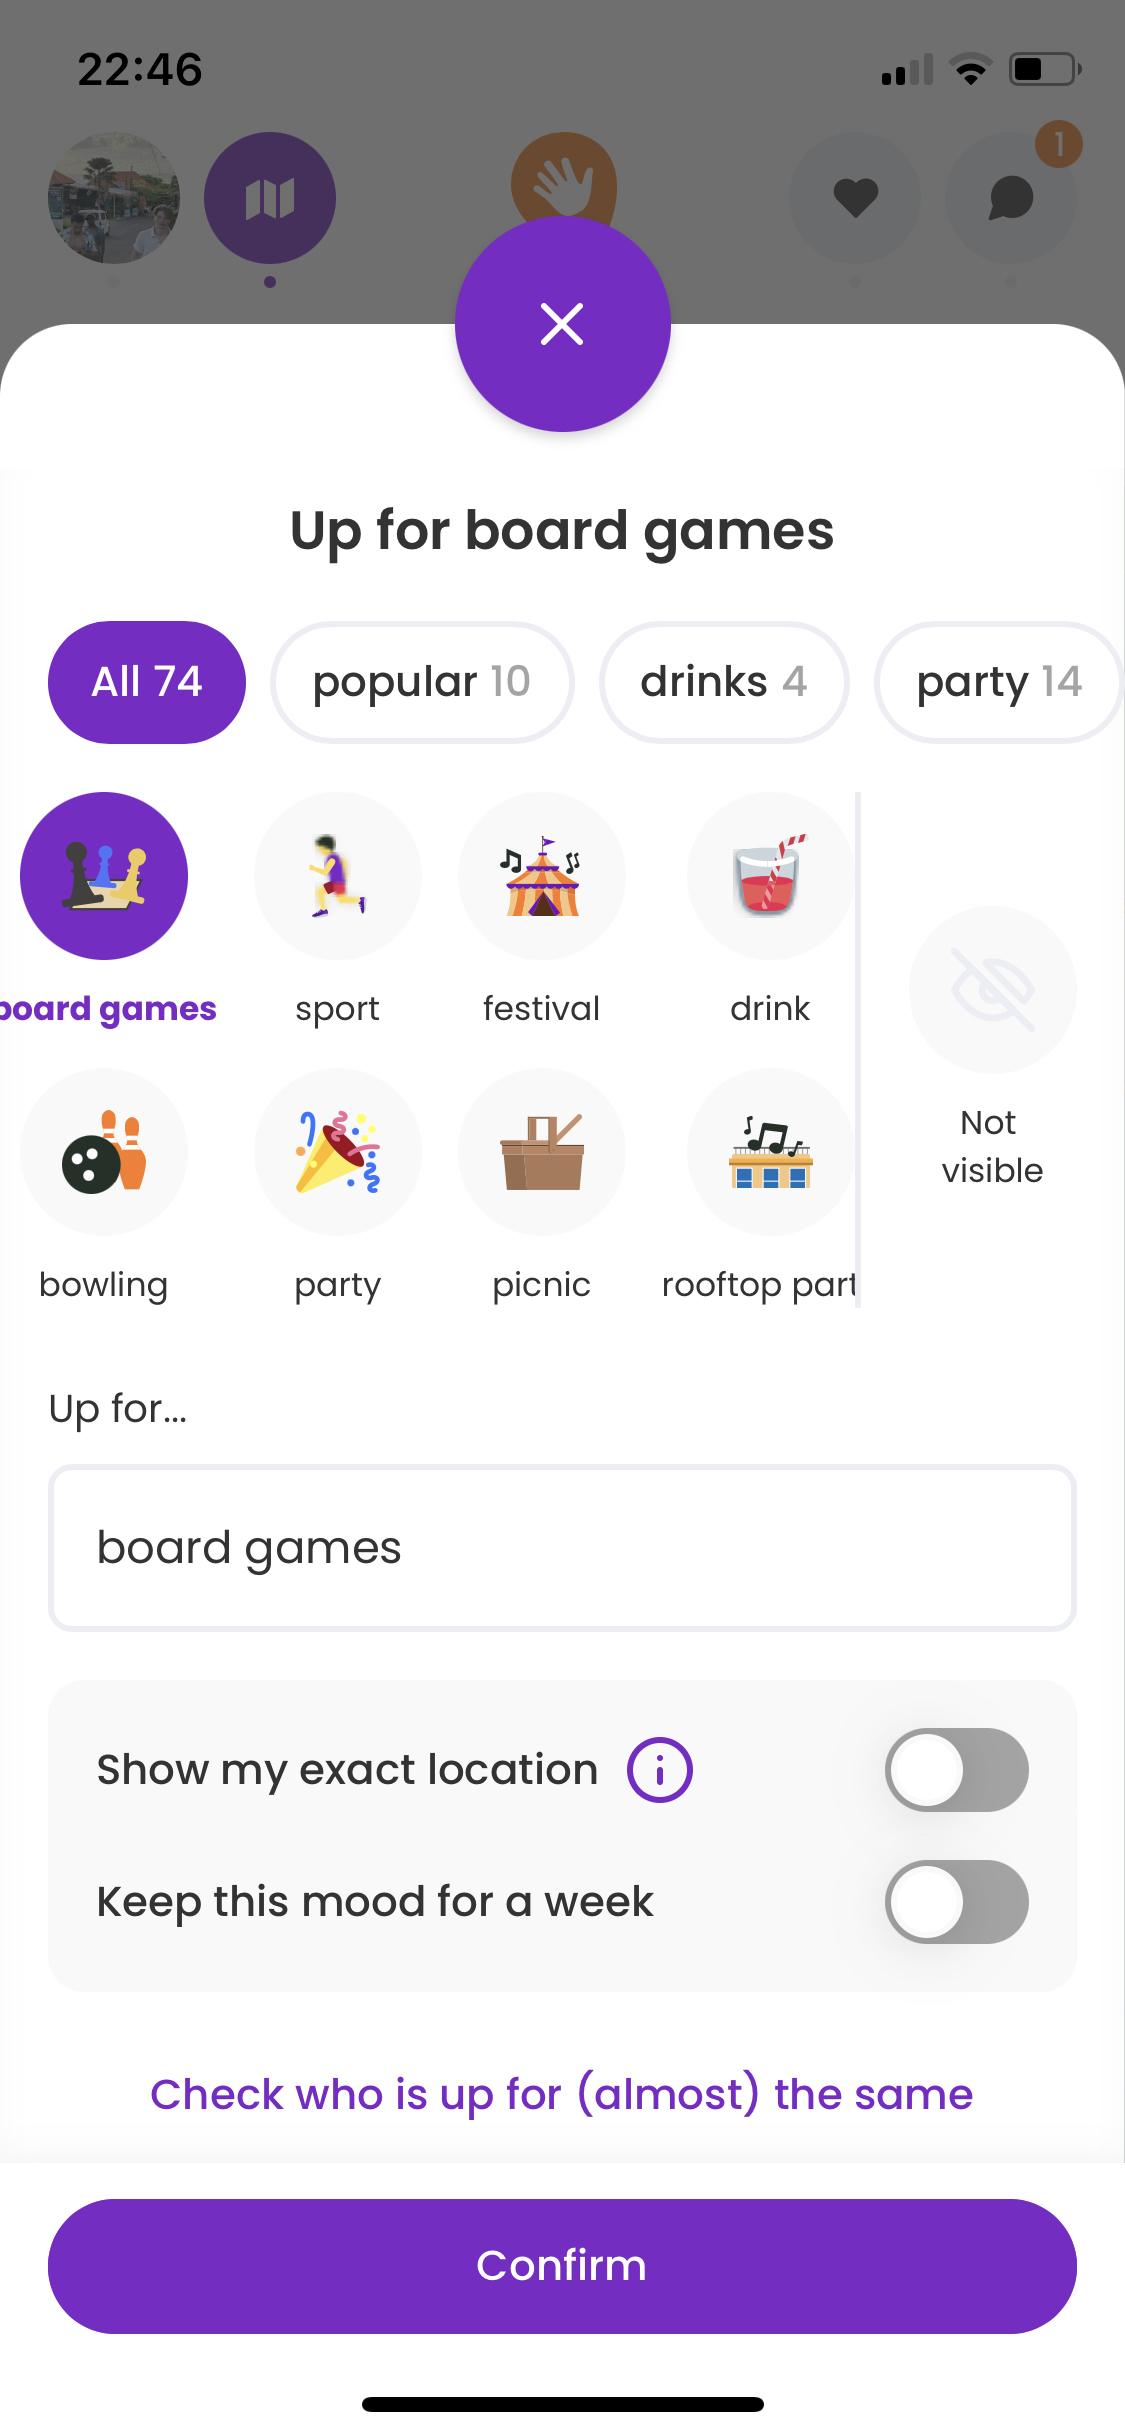 22:46
1
Up for board games
All 74
popular 10
drinks 4
party 14
board games
sport
festival
drink
Not
visible
bowling
party
picnic
rooftop part
Up for...
board games
Show my exact location
Keep this mood for a week
Check who is up for (almost) the same
Confirm